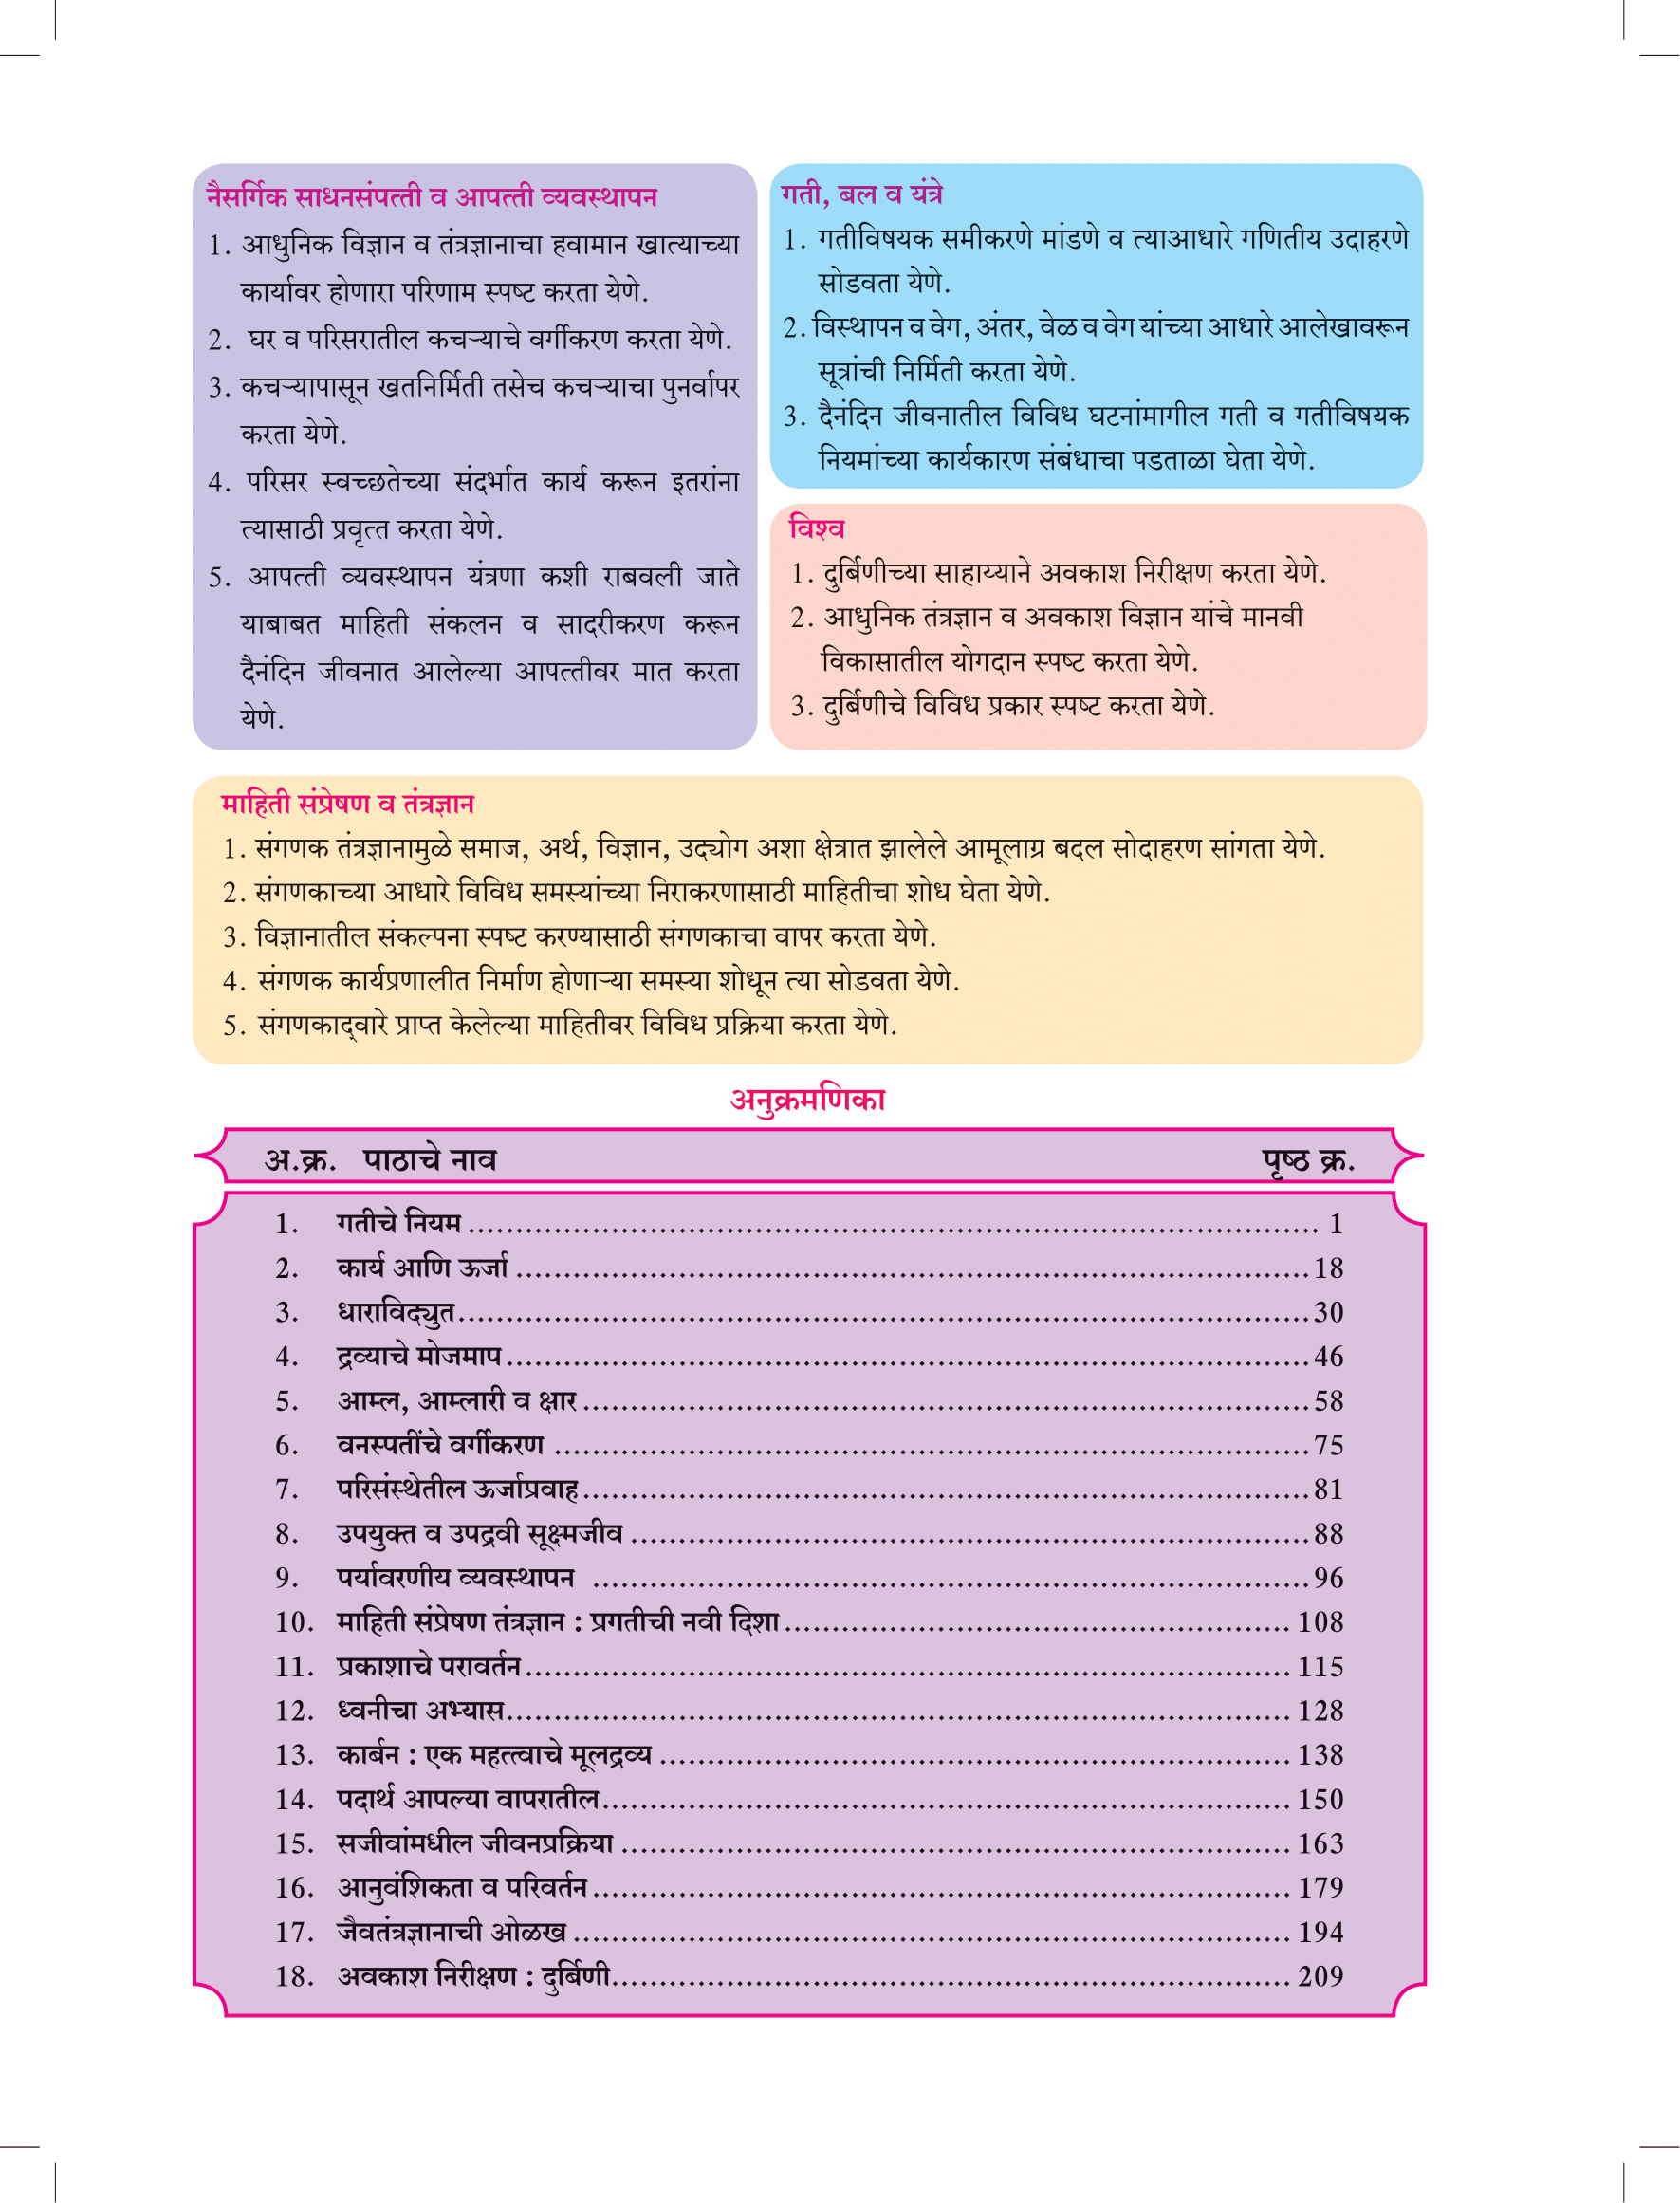 नैसर्गिक साधनसंपत्ती व आपत्ती व्यवस्थापन
1. आधुनिक विज्ञान व तंत्रज्ञानाचा हवामान खात्याच्या
कार्यावर होणारा परिणाम स्पष्ट करता येणे.
2. घर व परिसरातील कचऱ्याचे वर्गीकरण करता येणे.
3. कचऱ्यापासून खतनिर्मिती तसेच कचऱ्याचा पुनर्वापर
करता येणे.
4. परिसर स्वच्छतेच्या संदर्भात कार्य करून इतरांना
त्यासाठी प्रवृत्त करता येणे.
5. आपत्ती व्यवस्थापन यंत्रणा कशी राबवली जाते
याबाबत माहिती संकलन व सादरीकरण करून
दैनंदिन जीवनात आलेल्या आपत्तीवर मात करता
येणे.
गती, बल व यंत्रे
1. गतीविषयक समीकरणे मांडणे व त्याआधारे गणितीय उदाहरणे
सोडवता येणे.
2. विस्थापन व वेग, अंतर, वेळ व वेग यांच्या आधारे आलेखावरून
सूत्रांची निर्मिती करता येणे.
3. दैनंदिन जीवनातील विविध घटनांमागील गती व गतीविषयक
नियमांच्या कार्यकारण संबंधाचा पडताळा घेता येणे.
विश्व
1. दुर्बिणीच्या साहाय्याने अवकाश निरीक्षण करता येणे.
2. आधुनिक तंत्रज्ञान व अवकाश विज्ञान यांचे मानवी
विकासातील योगदान स्पष्ट करता येणे.
3. दुर्बिणीचे विविध प्रकार स्पष्ट करता येणे.
माहिती संप्रेषण व तंत्रज्ञान
1. संगणक तंत्रज्ञानामुळे समाज, अर्थ, विज्ञान, उद्योग अशा क्षेत्रात झालेले आमूलाग्र बदल सोदाहरण सांगता येणे.
2. संगणकाच्या आधारे विविध समस्यांच्या निराकरणासाठी माहितीचा शोध घेता येणे.
3. विज्ञानातील संकल्पना स्पष्ट करण्यासाठी संगणकाचा वापर करता येणे.
4. संगणक कार्यप्रणालीत निर्माण होणाऱ्या समस्या शोधून त्या सोडवता येणे.
5. संगणकाद्वारे प्राप्त केलेल्या माहितीवर विविध प्रक्रिया करता येणे.
अनुक्रमणिका
अ.क्र. पाठाचे नाव पृष्ठ क्र.
1. गतीचे नियम ........ 1
2. कार्य आणि ऊर्जा ........ 18
3. धाराविद्युत ........ 30
4. द्रव्याचे मोजमाप ........ 46
5. आम्ल, आम्लारी व क्षार ........ 58
6. वनस्पतींचे वर्गीकरण ........ 75
7. परिसंस्थेतील ऊर्जाप्रवाह ........ 81
8. उपयुक्त व उपद्रवी सूक्ष्मजीव ........ 88
9. पर्यावरणीय व्यवस्थापन ........ 96
10. माहिती संप्रेषण तंत्रज्ञान : प्रगतीची नवी दिशा ........ 108
11. प्रकाशाचे परावर्तन ........ 115
12. ध्वनीचा अभ्यास ........ 128
13. कार्बन : एक महत्त्वाचे मूलद्रव्य ........ 138
14. पदार्थ आपल्या वापरातील ........ 150
15. सजीवांमधील जीवनप्रक्रिया ........ 163
16. आनुवंशिकता व परिवर्तन ........ 179
17. जैवतंत्रज्ञानाची ओळख ........ 194
18. अवकाश निरीक्षण : दुर्बिणी ........ 209